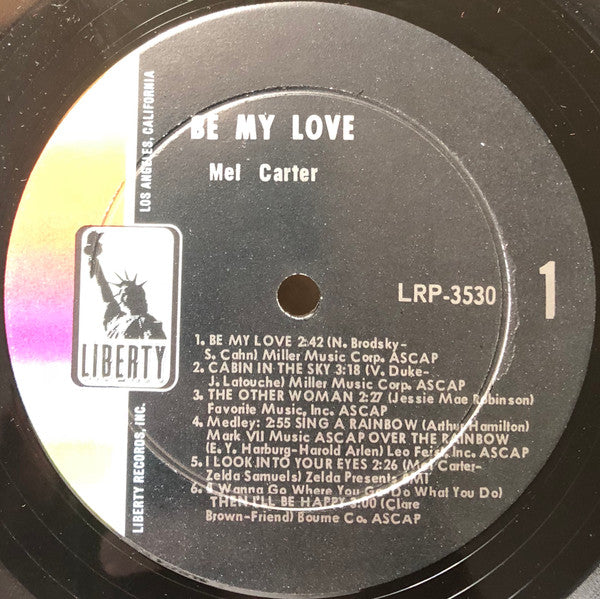 BE MY LOVE
Mel Carter
LRP-3530
1
1. BE MY LOVE 2:42 (N. Brodsky-
S. Cahn) Miller Music Corp. ASCAP
2. CABIN IN THE SKY 3:18 (V. Duke-
J. Latouche) Miller Music Corp. ASCAP
3. THE OTHER WOMAN 2:27 (Jessie Mae Robinson)
Favorite Music, Inc. ASCAP
4. Medley: 2:55 SING A RAINBOW (Arthur Hamilton)
Mark VII Music ASCAP OVER THE RAINBOW
(E. Y. Harburg-Harold Arlen) Leo Feist, Inc. ASCAP
5. I LOOK INTO YOUR EYES 2:26 (Mel Carter-
Zelda Samuels) Zelda Presents BMI
6. (I Wanna Go Where You Go Do What You Do)
THEN I'LL BE HAPPY 3:00 (Clare
Brown-Friend) Bourne Co. ASCAP
LIBERTY
LIBERTY RECORDS, INC.
LOS ANGELES, CALIFORNIA